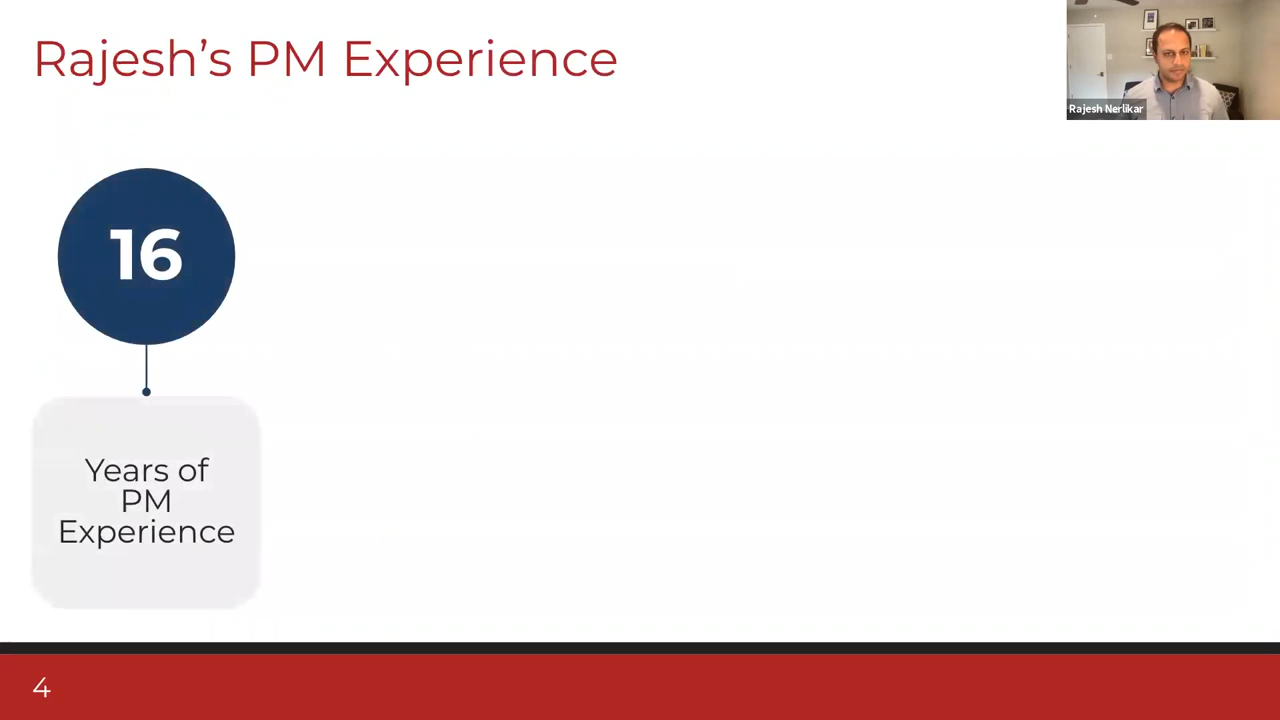 Rajesh’s PM Experience
Rajesh Nerlikar
16
Years of
PM
Experience
4